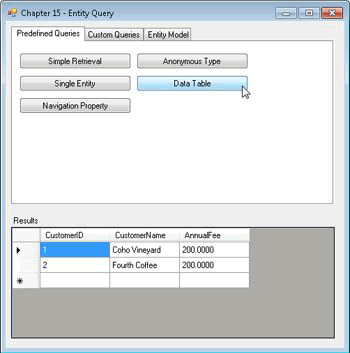 Chapter 15 - Entity Query
Predefined Queries Custom Queries Entity Model
Simple Retrieval Anonymous Type
Single Entity Data Table
Navigation Property
Results
CustomerID CustomerName AnnualFee
1 Coho Vineyard 200.0000
2 Fourth Coffee 200.0000